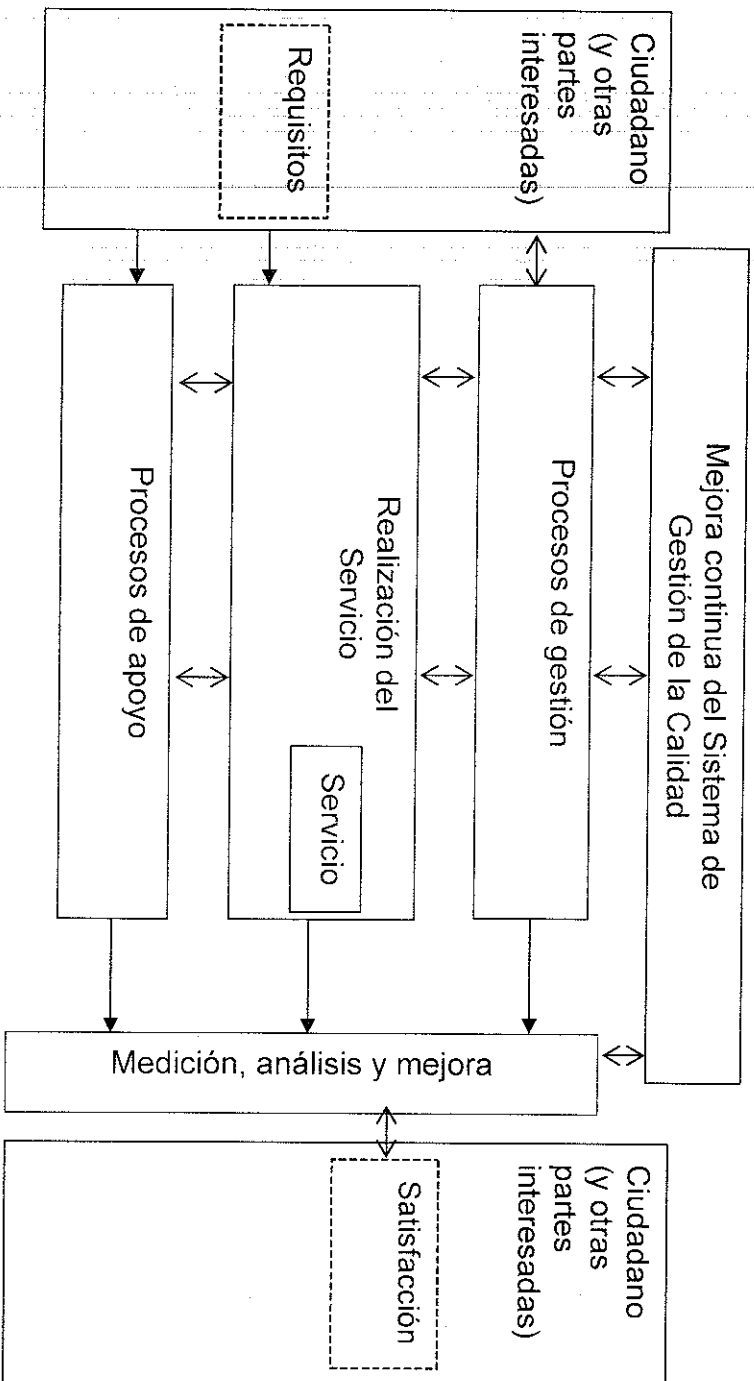 Mejora continua del Sistema de
Gestión de la Calidad
Ciudadano
(y otras
partes
interesadas)
Requisitos
Procesos de gestión
Realización del
Servicio
Servicio
Procesos de apoyo
Medición, análisis y mejora
Ciudadano
(y otras
partes
interesadas)
Satisfacción